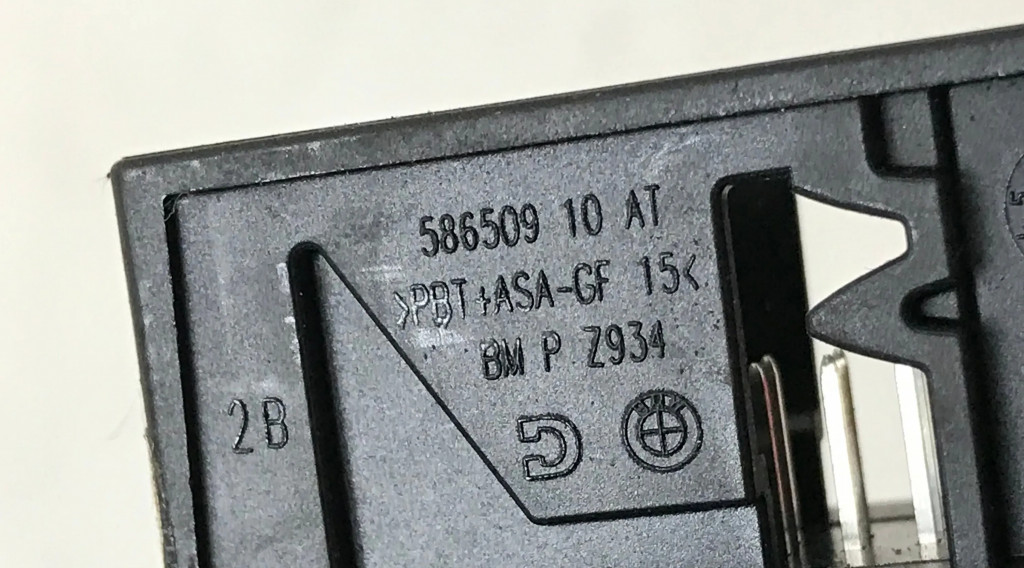 586509 10 AT
>PBT+ASA-GF 15<
BM P Z934
2B